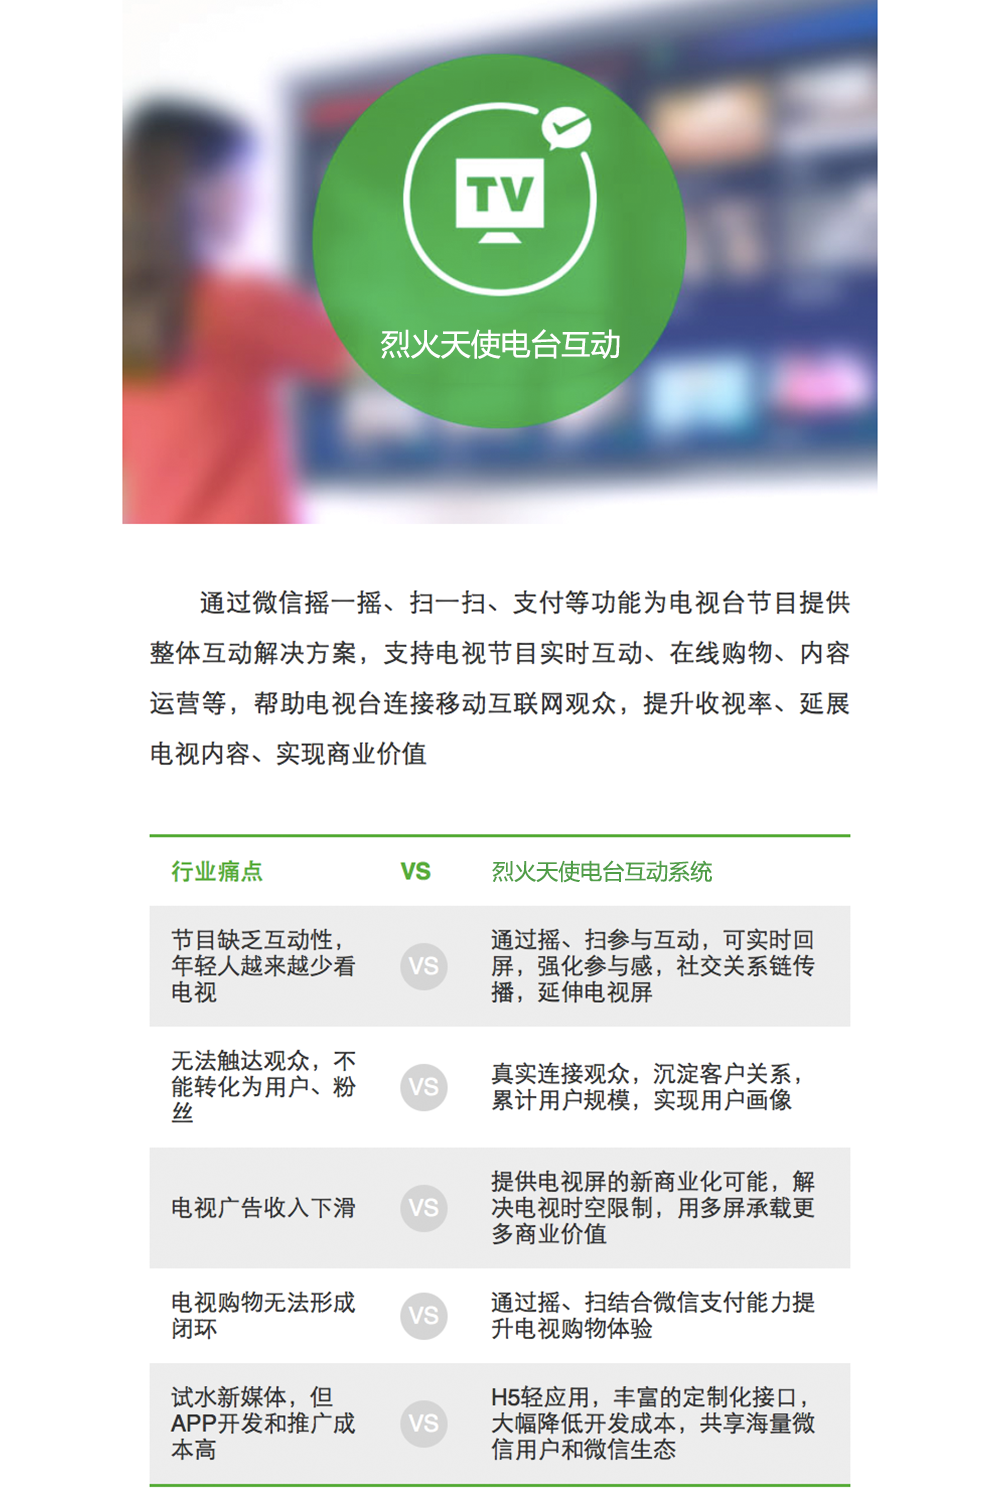 TV
烈火天使电台互动
通过微信摇一摇、扫一扫、支付等功能为电视台节目提供
整体互动解决方案，支持电视节目实时互动、在线购物、内容
运营等，帮助电视台连接移动互联网观众，提升收视率、延展
电视内容、实现商业价值
行业痛点 VS 烈火天使电台互动系统
节目缺乏互动性，
年轻人越来越少看
电视
VS
通过摇、扫参与互动，可实时回
屏，强化参与感，社交关系链传
播，延伸电视屏
无法触达观众，不
能转化为用户、粉
丝
VS
真实连接观众，沉淀客户关系，
累计用户规模，实现用户画像
电视广告收入下滑
VS
提供电视屏的新商业化可能，解
决电视时空限制，用多屏承载更
多商业价值
电视购物无法形成
闭环
VS
通过摇、扫结合微信支付能力提
升电视购物体验
试水新媒体，但
APP开发和推广成
本高
VS
H5轻应用，丰富的定制化接口，
大幅降低开发成本，共享海量微
信用户和微信生态